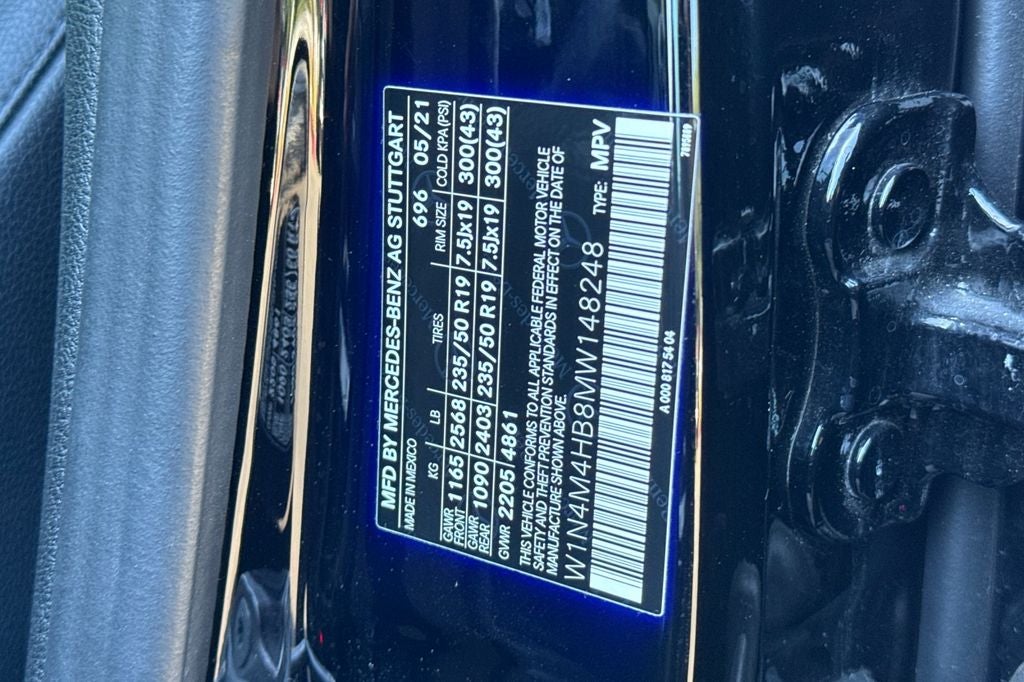 MFD BY MERCEDES-BENZ AG STUTTGART
MADE IN MEXICO 696 05/21
KG LB TIRES RIM SIZE COLD KPA(PSI)
GAWR FRONT 1165 2568 235/50 R19 7.5Jx19 300(43)
GAWR REAR 1090 2403 235/50 R19 7.5Jx19 300(43)
GVWR 2205 4861
THIS VEHICLE CONFORMS TO ALL APPLICABLE FEDERAL MOTOR VEHICLE
SAFETY AND THEFT PREVENTION STANDARDS IN EFFECT ON THE DATE OF
MANUFACTURE SHOWN ABOVE.
W1N4M4HB8MW148248 TYPE: MPV
A 000 817 54 04